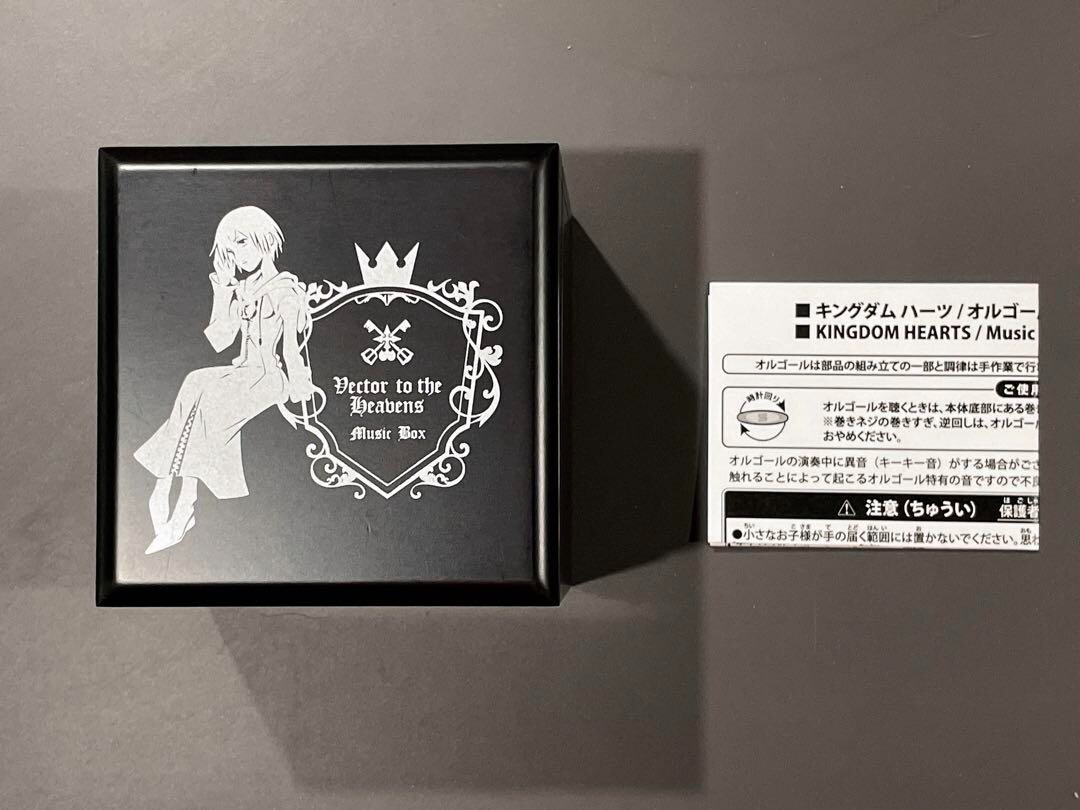 Vector to the
Heavens
Music Box
■ キングダム ハーツ / オルゴー
■ KINGDOM HEARTS / Music
オルゴールは部品の組み立ての一部と調律は手作業で行
ご使用
時計回り
オルゴールを聴くときは、本体底部にある巻
※巻きネジの巻きすぎ、逆回しは、オルゴー
おやめください。
オルゴールの演奏中に異音（キーキー音）がする場合がござ
触れることによって起こるオルゴール特有の音ですので不良
⚠ 注意（ちゅうい） 保護者
●小さなお子様が手の届く範囲には置かないでください。思わ